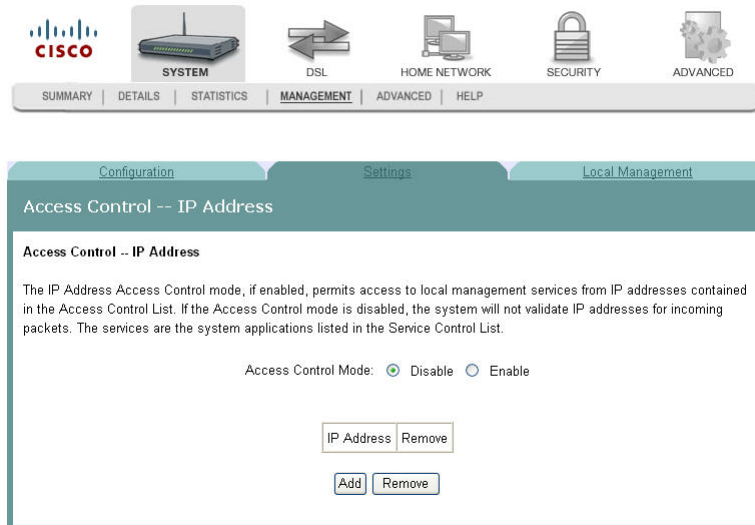 CISCO
SYSTEM
DSL
HOME NETWORK
SECURITY
ADVANCED
SUMMARY | DETAILS | STATISTICS | MANAGEMENT | ADVANCED | HELP
Configuration
Settings
Local Management
Access Control -- IP Address
Access Control -- IP Address
The IP Address Access Control mode, if enabled, permits access to local management services from IP addresses contained
in the Access Control List. If the Access Control mode is disabled, the system will not validate IP addresses for incoming
packets. The services are the system applications listed in the Service Control List.
Access Control Mode: Disable Enable
IP Address Remove
Add Remove